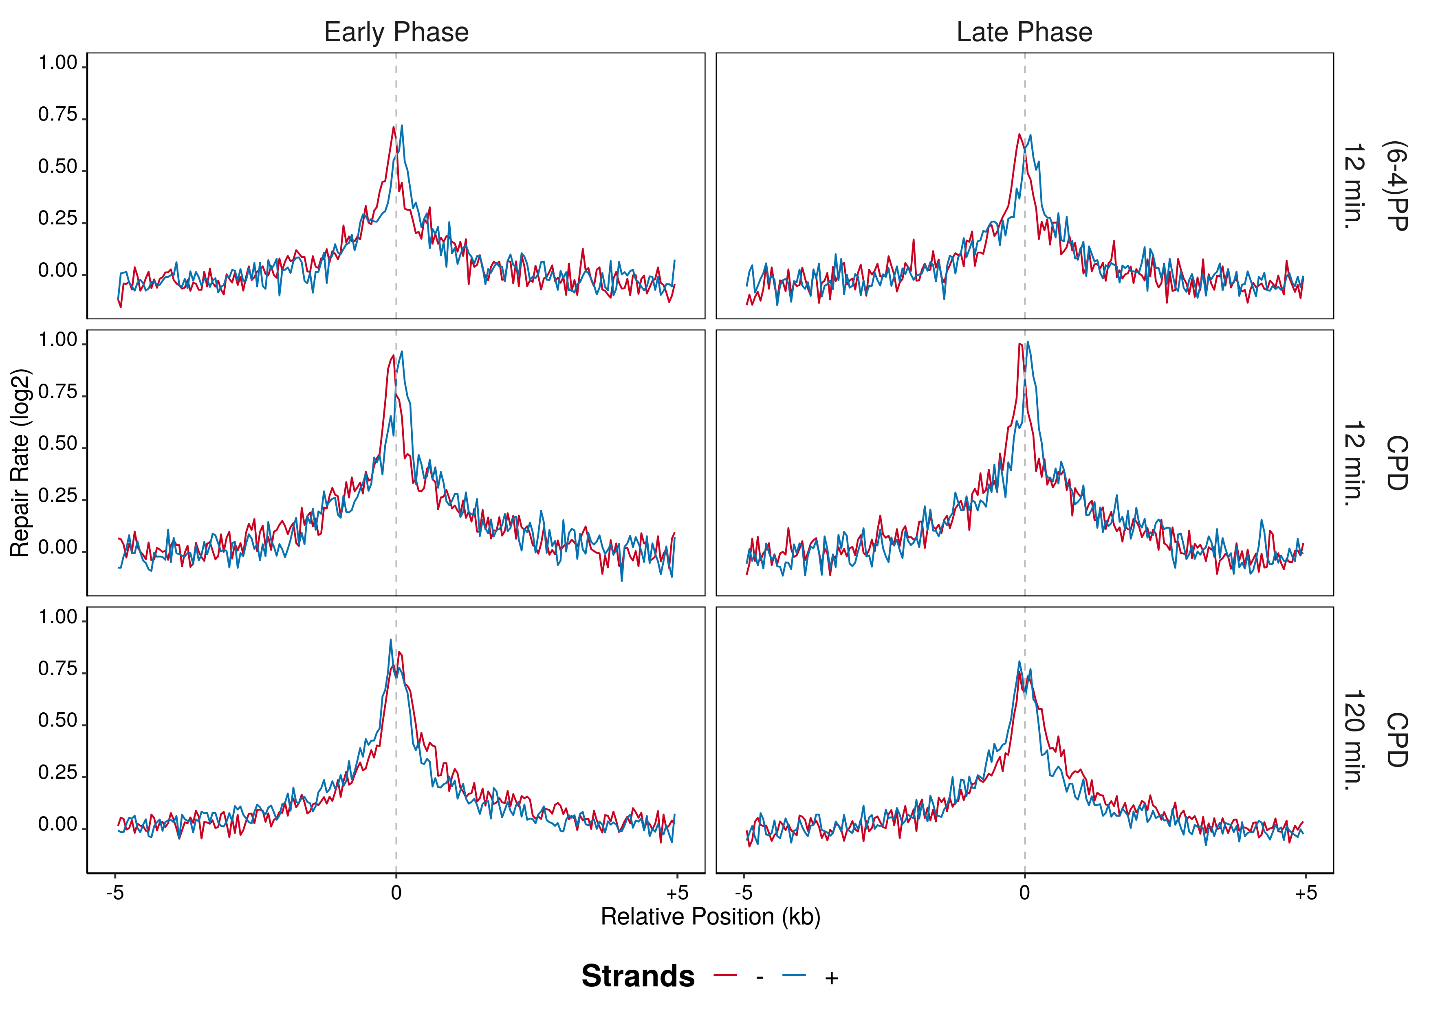 Early Phase
Late Phase
1.00
0.75
0.50
0.25
0.00
(6-4)PP
12 min.
1.00
0.75
0.50
0.25
0.00
CPD
12 min.
Repair Rate (log2)
1.00
0.75
0.50
0.25
0.00
CPD
120 min.
-5
0
+5
-5
0
+5
Relative Position (kb)
Strands - +